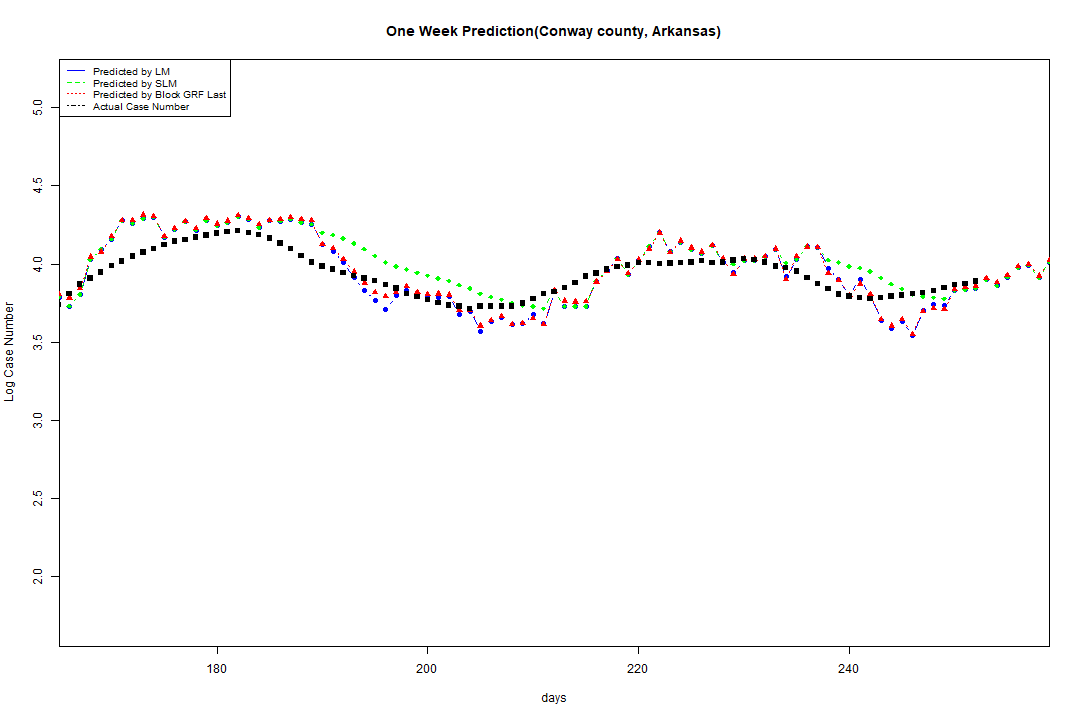 One Week Prediction(Conway county, Arkansas)
Predicted by LM
Predicted by SLM
Predicted by Block GRF Last
Actual Case Number
5.0
4.5
4.0
3.5
3.0
2.5
2.0
Log Case Number
180 200 220 240
days